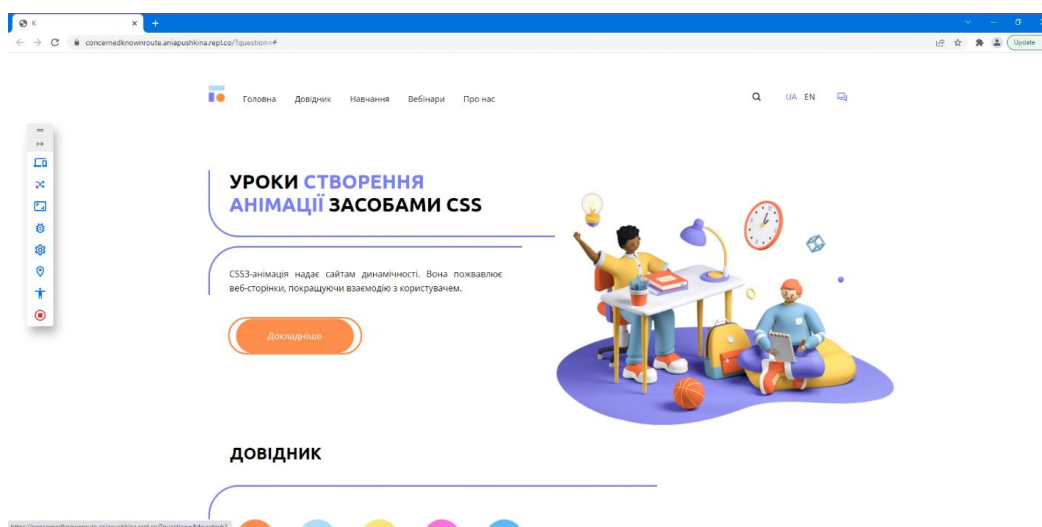 K
concernedknownroute.aniapushkina.repl.co/?question=#
Update
Головна Довідник Навчання Вебінари Про нас
UA EN
УРОКИ СТВОРЕННЯ
АНІМАЦІЇ ЗАСОБАМИ CSS
CSS3-анімація надає сайтам динамічності. Вона пожвавлює
веб-сторінки, покращуючи взаємодію з користувачем.
Докладніше
ДОВІДНИК